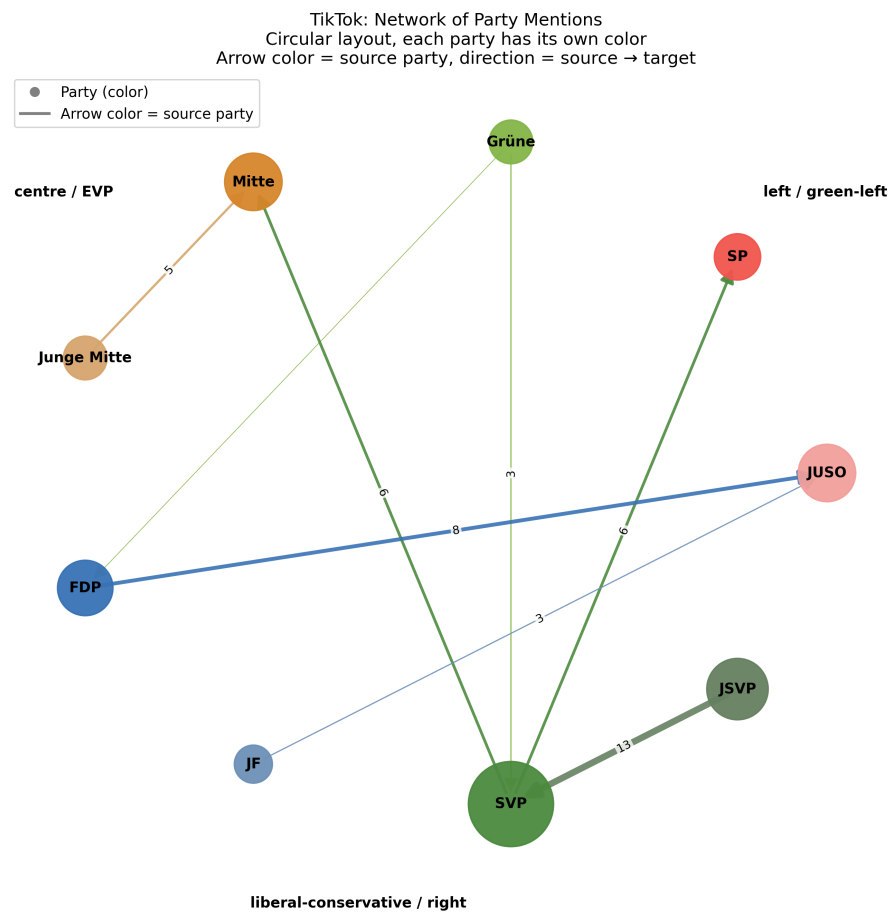 TikTok: Network of Party Mentions
Circular layout, each party has its own color
Arrow color = source party, direction = source → target
Party (color)
Arrow color = source party
Grüne
Mitte
centre / EVP
left / green-left
SP
5
Junge Mitte
JUSO
3
6
8
6
FDP
3
JSVP
13
JF
SVP
liberal-conservative / right